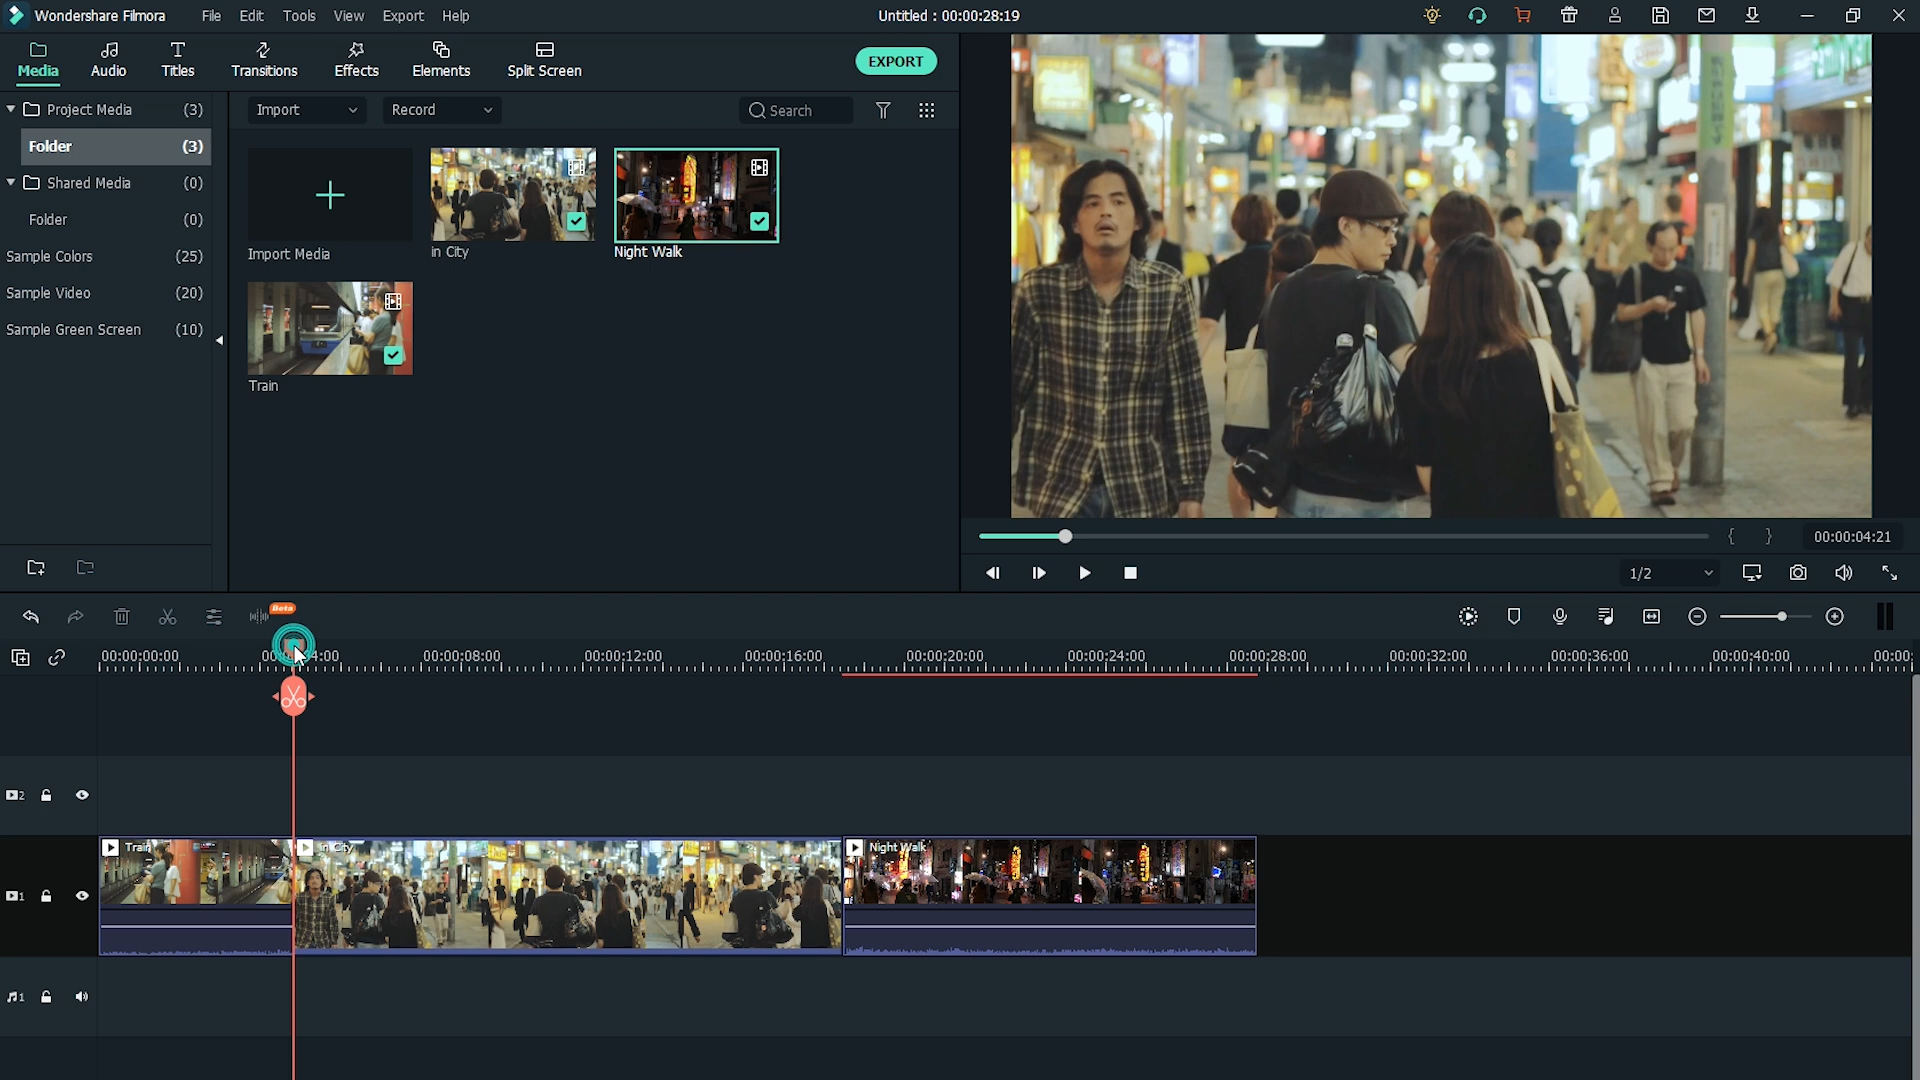 Wondershare Filmora File Edit Tools View Export Help Untitled : 00:00:28:19
Media Audio Titles Transitions Effects Elements Split Screen EXPORT
Project Media (3)
Folder (3)
Shared Media (0)
Folder (0)
Sample Colors (25)
Sample Video (20)
Sample Green Screen (10)
Import Record Search
Import Media in City Night Walk
Train
{ } 00:00:04:21
1/2
Beta
00:00:00:00 00:00:08:00 00:00:12:00 00:00:16:00 00:00:20:00 00:00:24:00 00:00:28:00 00:00:32:00 00:00:36:00 00:00:40:00 00:00:
2
1 Train in City Night Walk
1